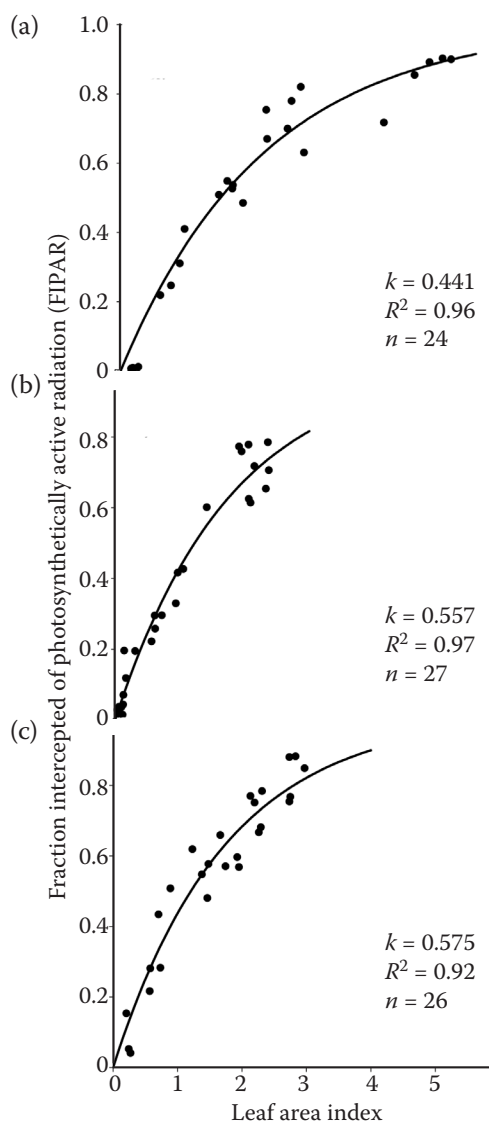 (a)
1.0
0.8
0.6
0.4
0.2
0
k = 0.441
R² = 0.96
n = 24
(b)
0.8
0.6
0.4
0.2
0
k = 0.557
R² = 0.97
n = 27
(c)
0.8
0.6
0.4
0.2
0
k = 0.575
R² = 0.92
n = 26
Fraction intercepted of photosynthetically active radiation (FIPAR)
0 1 2 3 4 5
Leaf area index